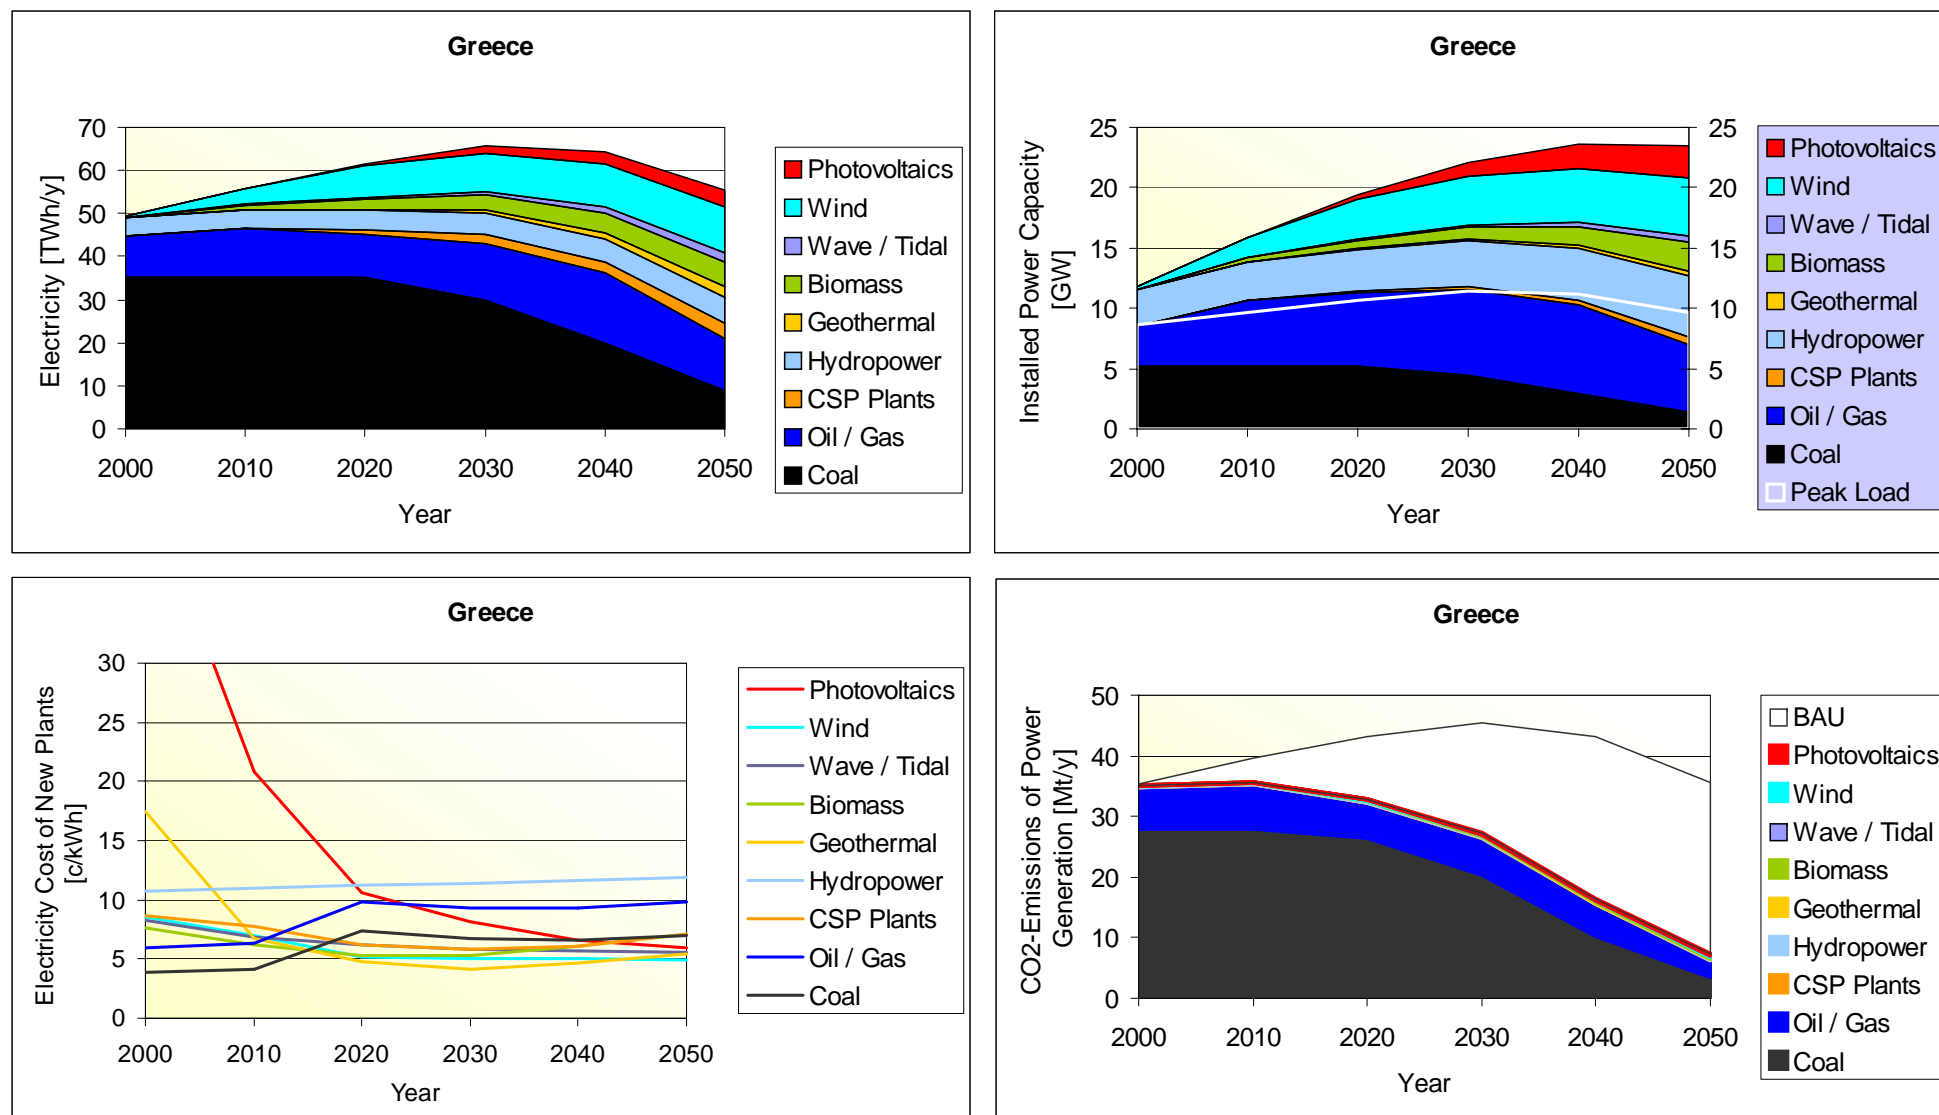 Greece
Electricity [TWh/y]
70
60
50
40
30
20
10
0
2000 2010 2020 2030 2040 2050
Year
Photovoltaics
Wind
Wave / Tidal
Biomass
Geothermal
Hydropower
CSP Plants
Oil / Gas
Coal
Greece
Installed Power Capacity
[GW]
25 25
20 20
15 15
10 10
5 5
0 0
2000 2010 2020 2030 2040 2050
Year
Photovoltaics
Wind
Wave / Tidal
Biomass
Geothermal
Hydropower
CSP Plants
Oil / Gas
Coal
Peak Load
Greece
Electricity Cost of New Plants
[c/kWh]
30
25
20
15
10
5
0
2000 2010 2020 2030 2040 2050
Year
Photovoltaics
Wind
Wave / Tidal
Biomass
Geothermal
Hydropower
CSP Plants
Oil / Gas
Coal
Greece
CO2-Emissions of Power
Generation [Mt/y]
50
40
30
20
10
0
2000 2010 2020 2030 2040 2050
Year
BAU
Photovoltaics
Wind
Wave / Tidal
Biomass
Geothermal
Hydropower
CSP Plants
Oil / Gas
Coal